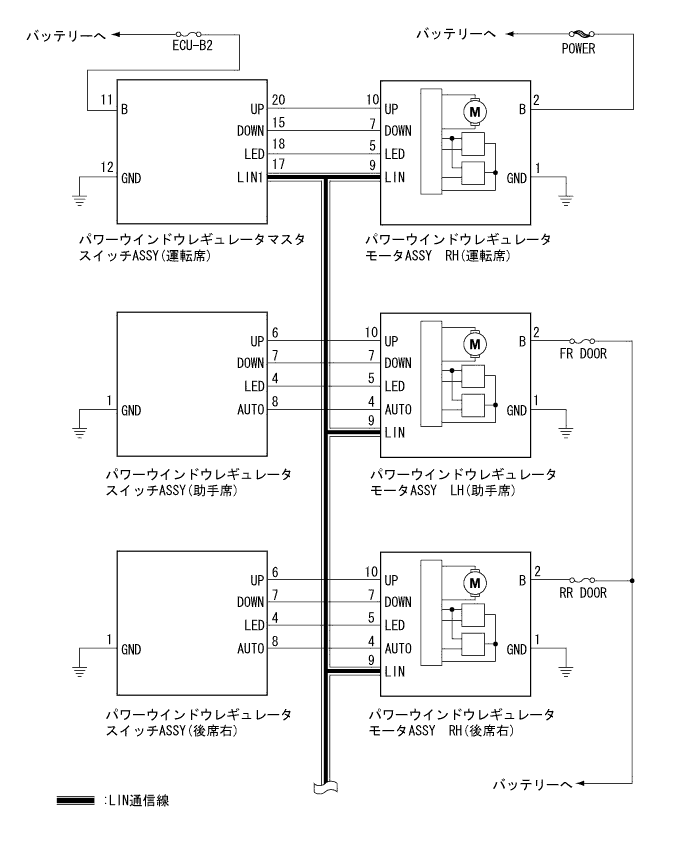 バッテリーへ
ECU-B2
バッテリーへ
POWER
11 B
UP 20
10 UP
B 2
DOWN 15
7 DOWN
LED 18
5 LED
12 GND
LIN1 17
9 LIN
GND 1
M
パワーウインドウレギュレータマスタ
スイッチASSY(運転席)
パワーウインドウレギュレータ
モータASSY RH(運転席)
UP 6
10 UP
B 2
FR DOOR
DOWN 7
7 DOWN
LED 4
5 LED
1 GND
AUTO 8
4 AUTO
GND 1
9 LIN
M
パワーウインドウレギュレータ
スイッチASSY(助手席)
パワーウインドウレギュレータ
モータASSY LH(助手席)
UP 6
10 UP
B 2
RR DOOR
DOWN 7
7 DOWN
LED 4
5 LED
1 GND
AUTO 8
4 AUTO
GND 1
9 LIN
M
パワーウインドウレギュレータ
スイッチASSY(後席右)
パワーウインドウレギュレータ
モータASSY RH(後席右)
バッテリーへ
:LIN通信線